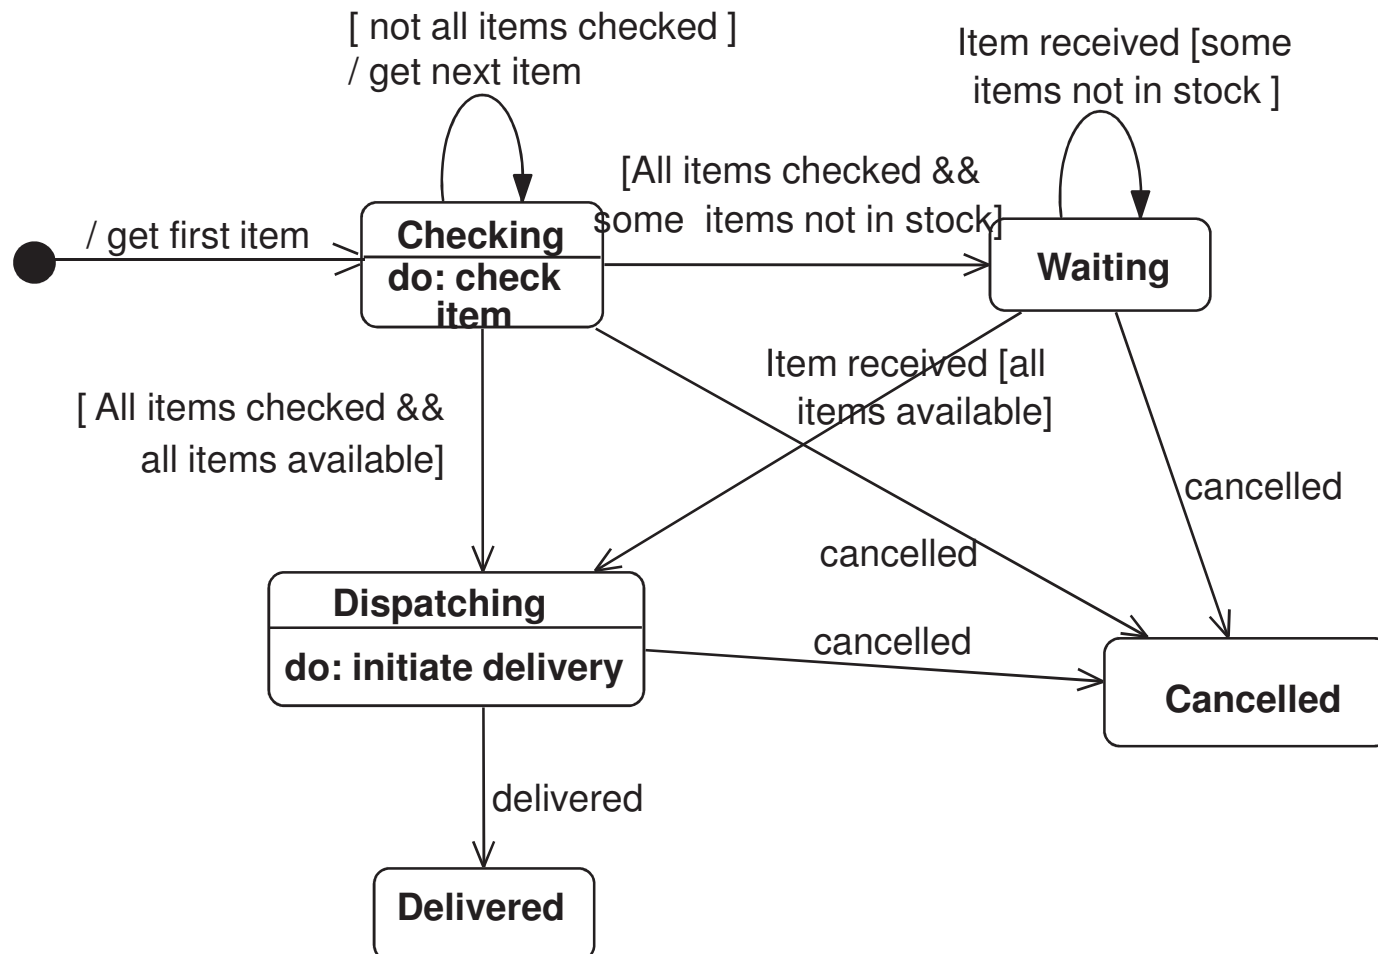 [ not all items checked ]
/ get next item
Item received [some
items not in stock ]
[All items checked &&
some items not in stock]
/ get first item
Checking
do: check
item
Waiting
Item received [all
items available]
[ All items checked &&
all items available]
cancelled
cancelled
Dispatching
do: initiate delivery
cancelled
Cancelled
delivered
Delivered